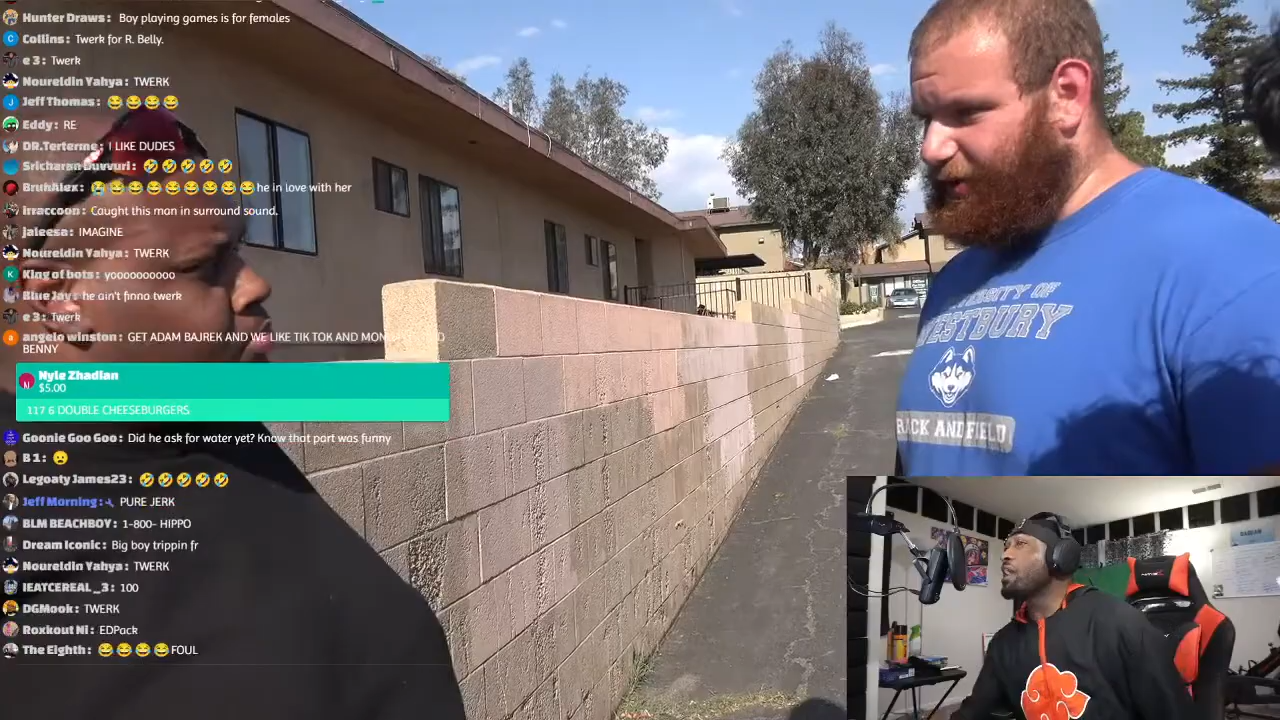 Hunter Draws: Boy playing games is for females
Collins: Twerk for R. Belly.
e 3: Twerk
Noureldin Yahya: TWERK
Jeff Thomas: 😂😂😂😂
Eddy: RE
DR.Terterme: I LIKE DUDES
Sricharan Duvvuri: 🤣🤣🤣🤣🤣
BruhAlex: 😭😂😂😂😂😂😂😂😂 he in love with her
irraccoon: Caught this man in surround sound.
jaleesa: IMAGINE
Noureldin Yahya: TWERK
King of bots: yoooooooooo
Blue Jay: he ain't finna twerk
e 3: Twerk
angelo winston: GET ADAM BAJREK AND WE LIKE TIK TOK AND
BENNY
Nyle Zhadian
$5.00
117 6 DOUBLE CHEESEBURGERS
Goonie Goo Goo: Did he ask for water yet? Know that part was funny
B 1: 😮
Legoaty James23: 🤣🤣🤣🤣🤣
Jeff Morning: PURE JERK
BLM BEACHBOY: 1-800- HIPPO
Dream Iconic: Big boy trippin fr
Noureldin Yahya: TWERK
IEATCEREAL_3: 100
DGMook: TWERK
Roxkout Ni: EDPack
The Eighth: 😂😂😂😂FOUL
UNIVERSITY OF
WESTBURY
TRACK AND FIELD